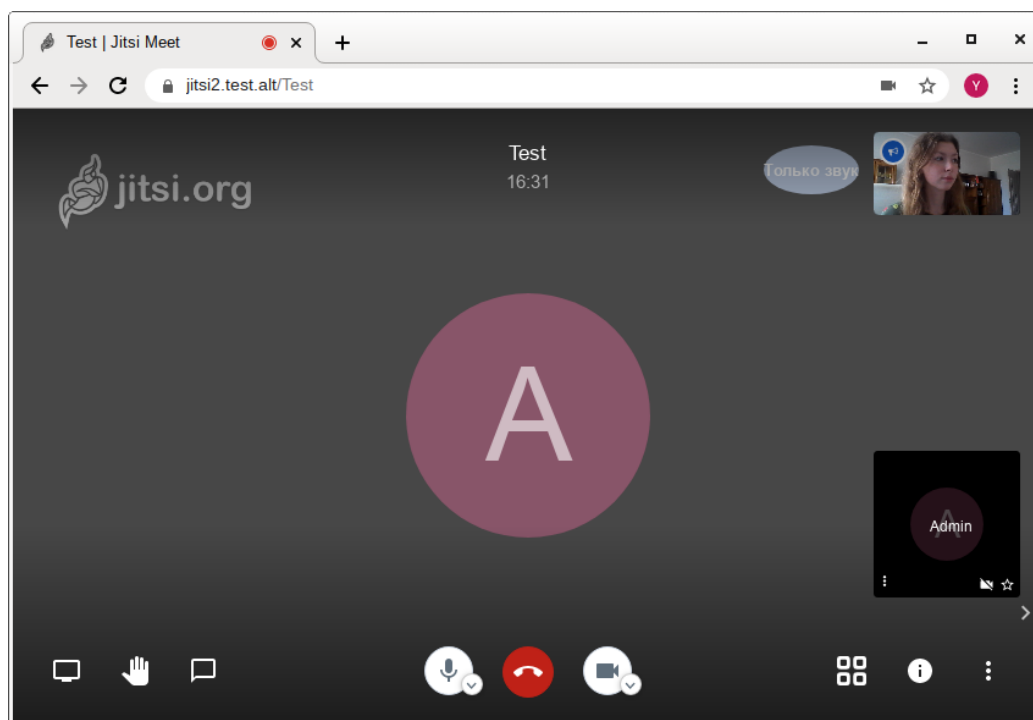 Test | Jitsi Meet
jitsi2.test.alt/Test
Y
jitsi.org
Test
16:31
Только звук
A
A
Admin